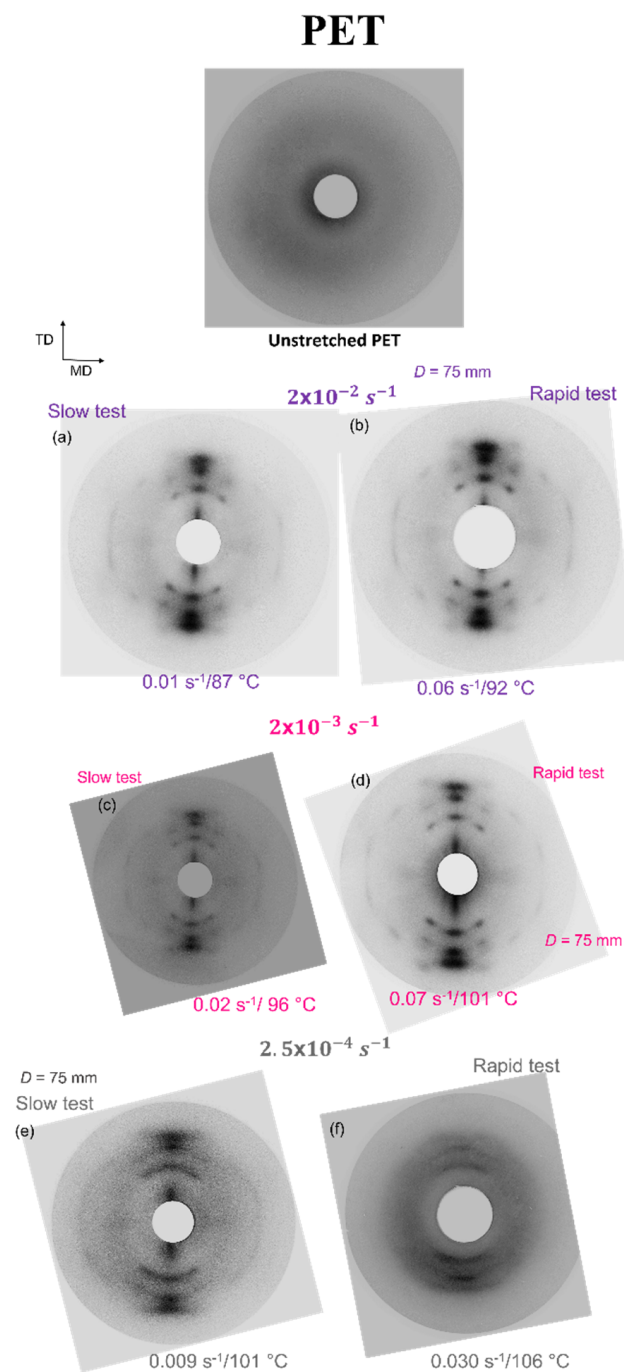 PET
Unstretched PET
TD
MD
D = 75 mm
2x10⁻² s⁻¹
Slow test
Rapid test
(a)
(b)
0.01 s⁻¹/87 °C
0.06 s⁻¹/92 °C
2x10⁻³ s⁻¹
Slow test
Rapid test
(c)
(d)
D = 75 mm
0.02 s⁻¹/ 96 °C
0.07 s⁻¹/101 °C
2.5x10⁻⁴ s⁻¹
D = 75 mm
Slow test
Rapid test
(e)
(f)
0.009 s⁻¹/101 °C
0.030 s⁻¹/106 °C